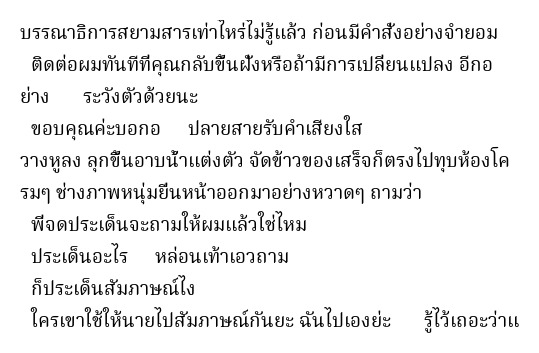 บรรณาธิการสยามสารเท่าไหร่ไม่รู้แล้ว ก่อนมีคำสั่งอย่างจำยอม
ติดต่อผมทันทีที่คุณกลับขึ้นฝั่งหรือถ้ามีการเปลี่ยนแปลง อีกอ
ย่าง ระวังตัวด้วยนะ
ขอบคุณค่ะบอกอ ปลายสายรับคำเสียงใส
วางหูลง ลุกขึ้นอาบน้ำแต่งตัว จัดข้าวของเสร็จก็ตรงไปทุบห้องโค
รมๆ ช่างภาพหนุ่มยื่นหน้าออกมาอย่างหวาดๆ ถามว่า
พี่จดประเด็นจะถามให้ผมแล้วใช่ไหม
ประเด็นอะไร หล่อนเท้าเอวถาม
ก็ประเด็นสัมภาษณ์ไง
ใครเขาใช้ให้นายไปสัมภาษณ์กันยะ ฉันไปเองย่ะ รู้ไว้เถอะว่าแ